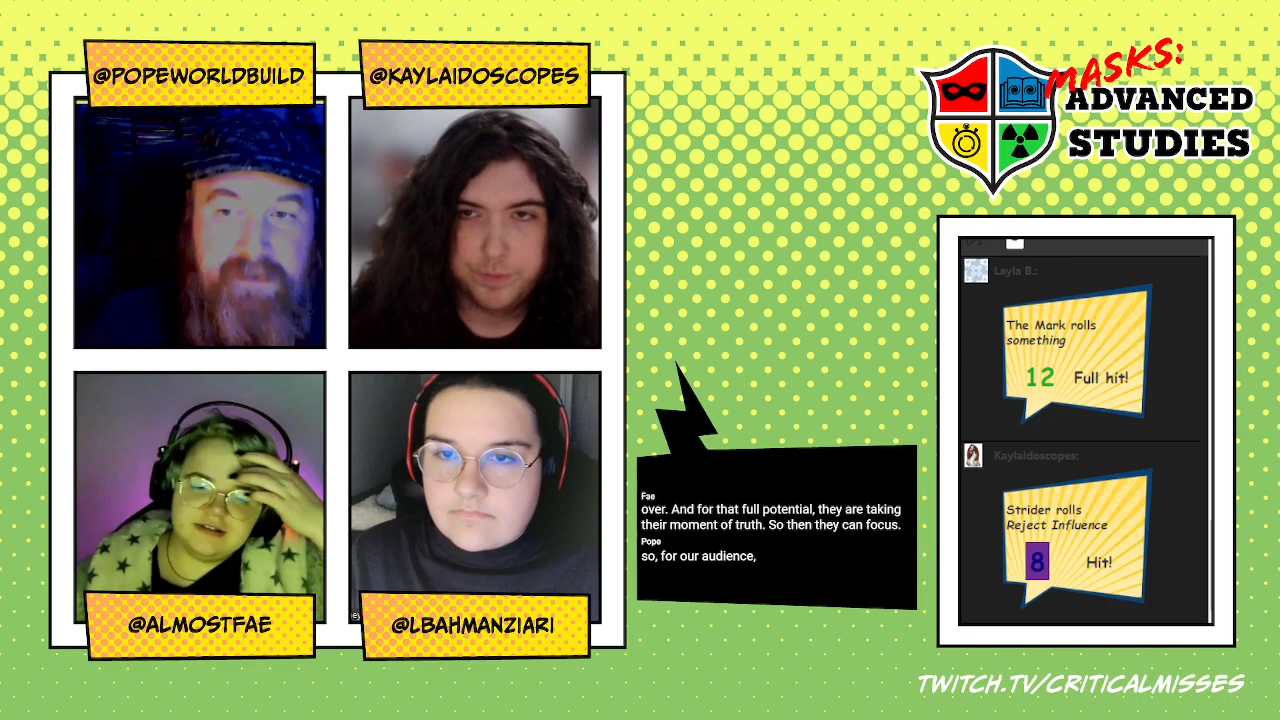 @POPEWORLDBUILD
@KAYLAIDOSCOPES
@ALMOSTFAE
@LBAHMANZIARI
Fae
over. And for that full potential, they are taking
their moment of truth. So then they can focus.
Pope
so, for our audience,
MASKS:
ADVANCED
STUDIES
Layla B.:
The Mark rolls
something
12 Full hit!
Kaylaidoscopes:
Strider rolls
Reject Influence
8 Hit!
TWITCH.TV/CRITICALMISSES